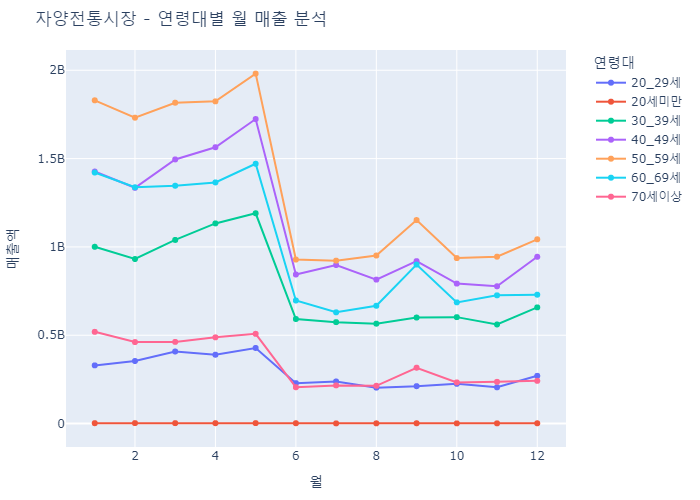 자양전통시장 - 연령대별 월 매출 분석
연령대
20_29세
20세미만
30_39세
40_49세
50_59세
60_69세
70세이상
매출액
2B
1.5B
1B
0.5B
0
2 4 6 8 10 12
월